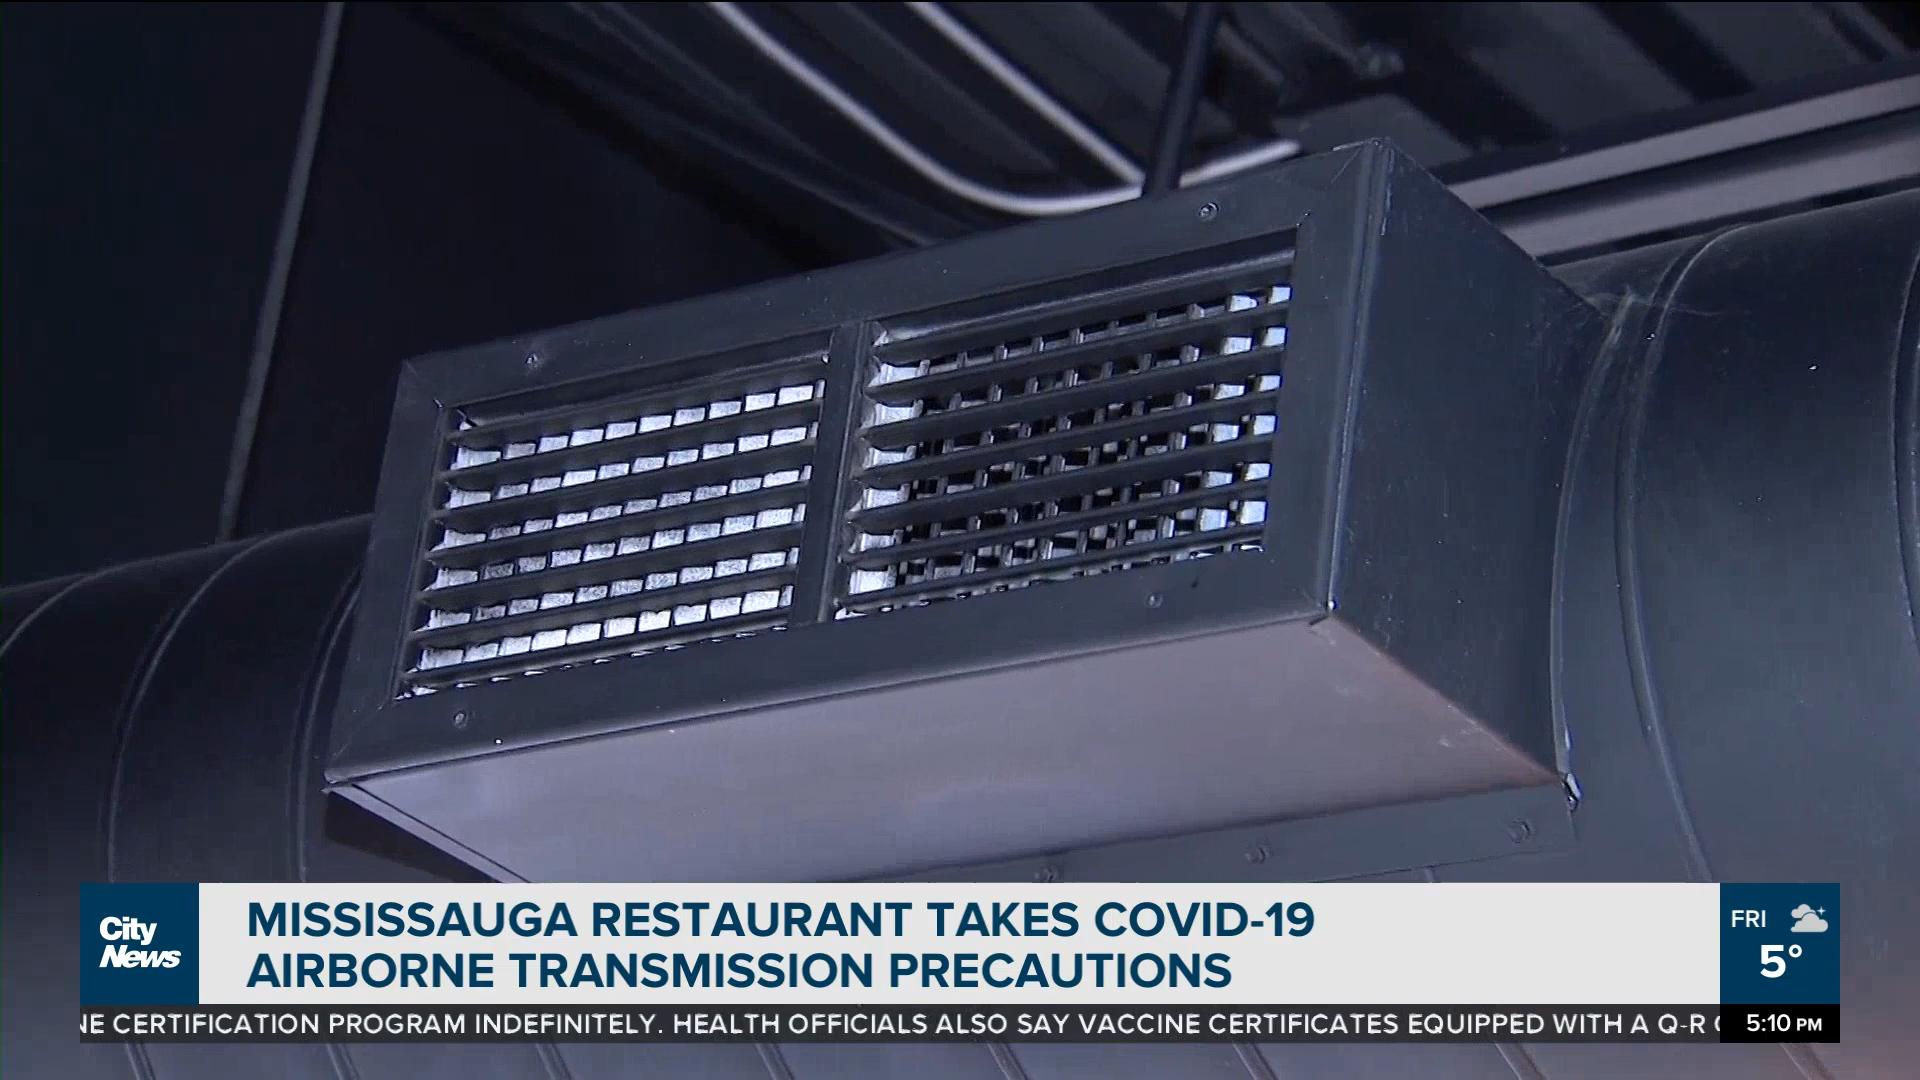 City
News
MISSISSAUGA RESTAURANT TAKES COVID-19
AIRBORNE TRANSMISSION PRECAUTIONS
FRI
5°
CERTIFICATION PROGRAM INDEFINITELY. HEALTH OFFICIALS ALSO SAY VACCINE CERTIFICATES EQUIPPED WITH A Q-R
5:10 PM